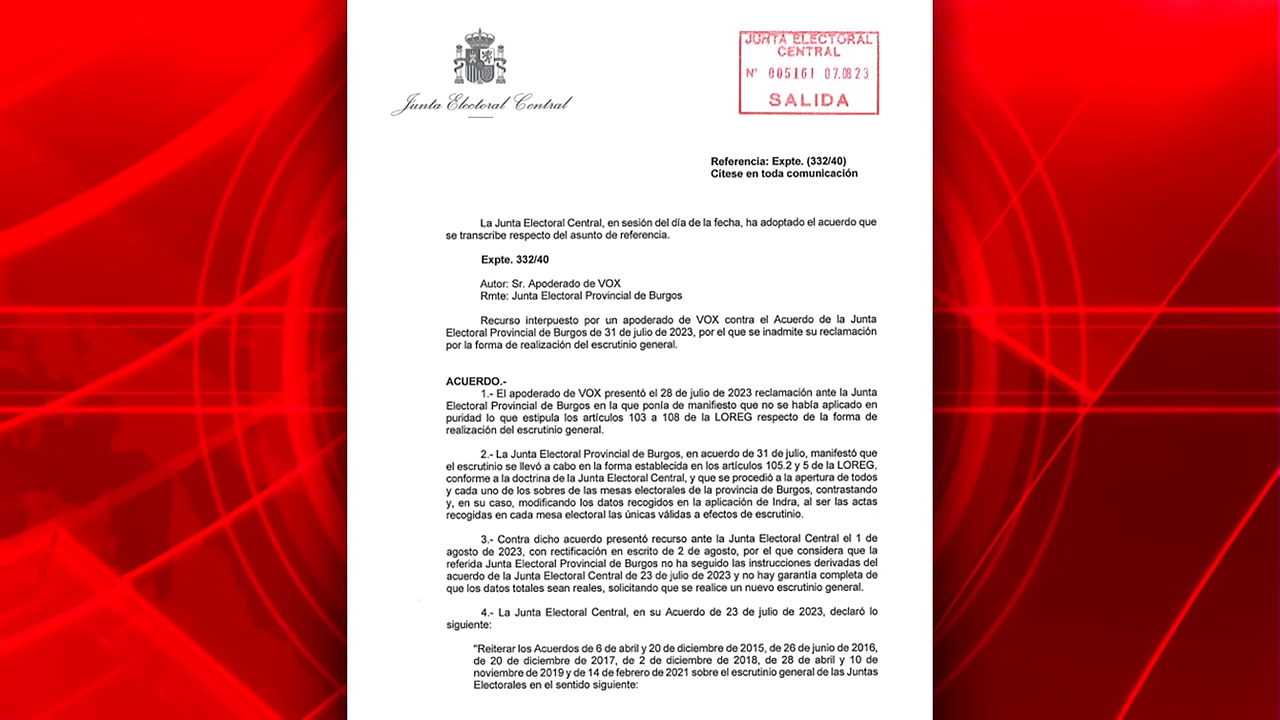 Junta Electoral Central
JUNTA ELECTORAL
CENTRAL
Nº 005161 07.08.23
SALIDA
Referencia: Expte. (332/40)
Cítese en toda comunicación
La Junta Electoral Central, en sesión del día de la fecha, ha adoptado el acuerdo que
se transcribe respecto del asunto de referencia.
Expte. 332/40
Autor: Sr. Apoderado de VOX
Rmte: Junta Electoral Provincial de Burgos
Recurso interpuesto por un apoderado de VOX contra el Acuerdo de la Junta
Electoral Provincial de Burgos de 31 de julio de 2023, por el que se inadmite su reclamación
por la forma de realización del escrutinio general.
ACUERDO.-
1.- El apoderado de VOX presentó el 28 de julio de 2023 reclamación ante la Junta
Electoral Provincial de Burgos en la que ponía de manifiesto que no se había aplicado en
puridad lo que estipula los artículos 103 a 108 de la LOREG respecto de la forma de
realización del escrutinio general.
2.- La Junta Electoral Provincial de Burgos, en acuerdo de 31 de julio, manifestó que
el escrutinio se llevó a cabo en la forma establecida en los artículos 105.2 y 5 de la LOREG,
conforme a la doctrina de la Junta Electoral Central, y que se procedió a la apertura de todos
y cada uno de los sobres de las mesas electorales de la provincia de Burgos, contrastando
y, en su caso, modificando los datos recogidos en la aplicación de Indra, al ser las actas
recogidas en cada mesa electoral las únicas válidas a efectos de escrutinio.
3.- Contra dicho acuerdo presentó recurso ante la Junta Electoral Central el 1 de
agosto de 2023, con rectificación en escrito de 2 de agosto, por el que considera que la
referida Junta Electoral Provincial de Burgos no ha seguido las instrucciones derivadas del
acuerdo de la Junta Electoral Central de 23 de julio de 2023 y no hay garantía completa de
que los datos totales sean reales, solicitando que se realice un nuevo escrutinio general.
4.- La Junta Electoral Central, en su Acuerdo de 23 de julio de 2023, declaró lo
siguiente:
"Reiterar los Acuerdos de 6 de abril y 20 de diciembre de 2015, de 26 de junio de 2016,
de 20 de diciembre de 2017, de 2 de diciembre de 2018, de 28 de abril y 10 de
noviembre de 2019 y de 14 de febrero de 2021 sobre el escrutinio general de las Juntas
Electorales en el sentido siguiente: